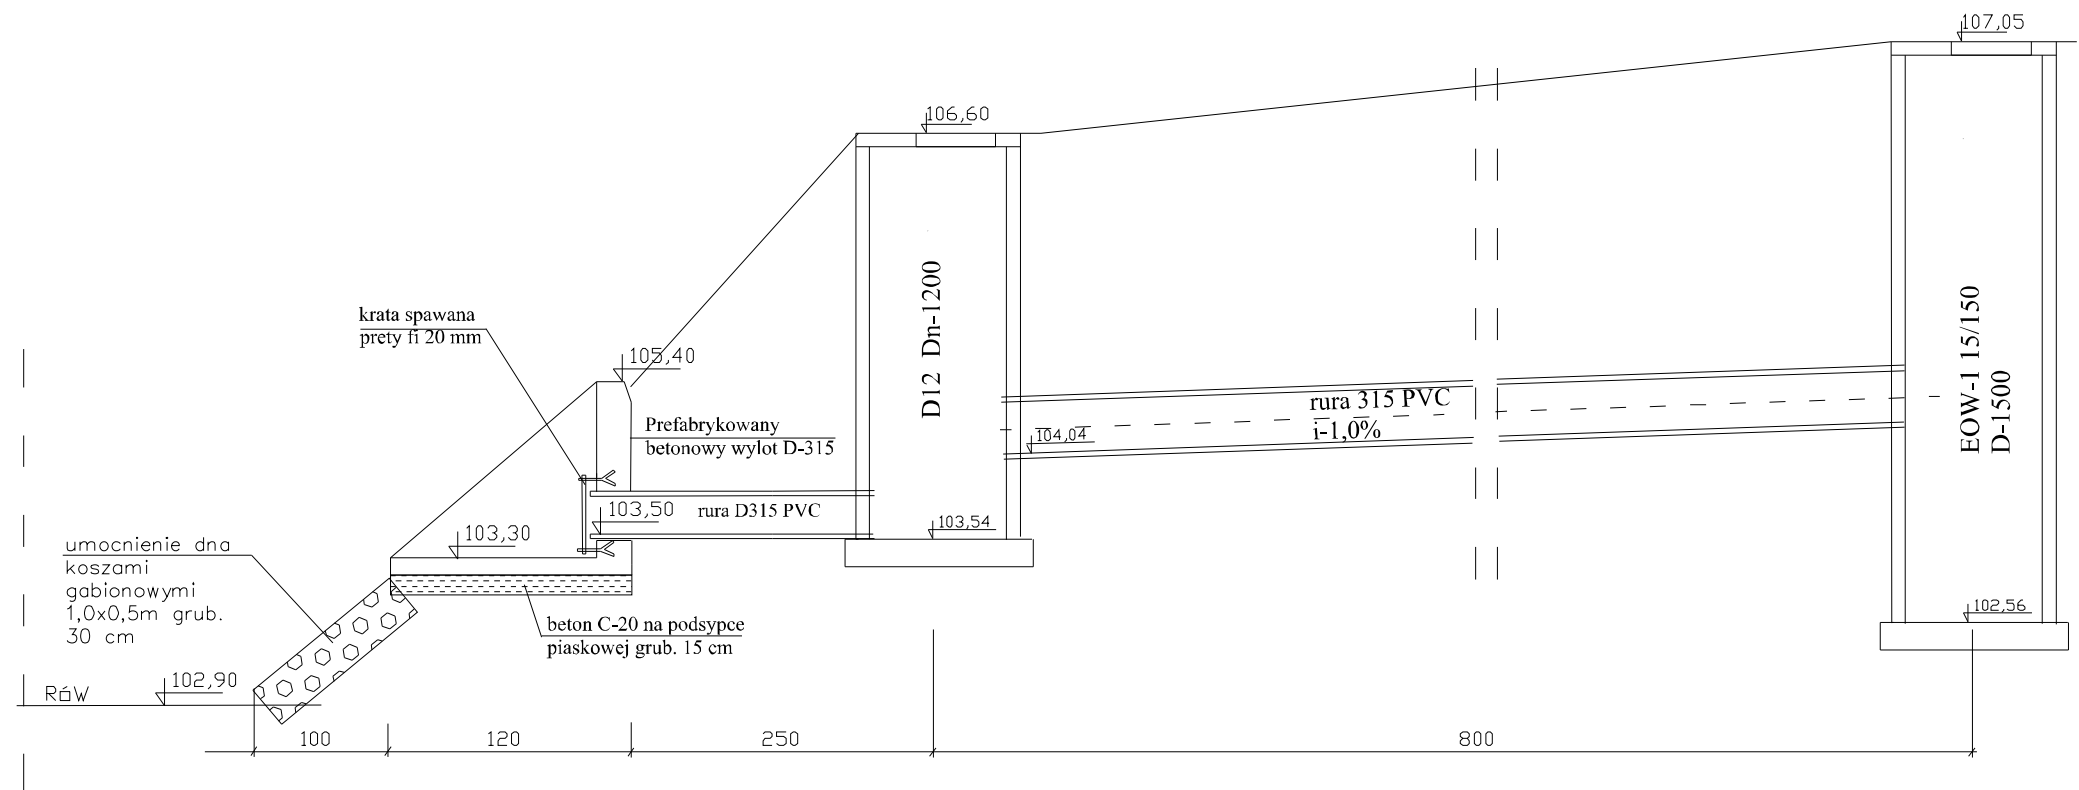 107,05
106,60
krata spawana
prety fi 20 mm
105,40
D12 Dn-1200
EOW-1 15/150
D-1500
rura 315 PVC
i-1,0%
104,04
Prefabrykowany
betonowy wylot D-315
103,50
rura D315 PVC
103,54
103,30
umocnienie dna
koszami
gabionowymi
1,0x0,5m grub.
30 cm
102,56
beton C-20 na podsypce
piaskowej grub. 15 cm
RóW
102,90
100
120
250
800